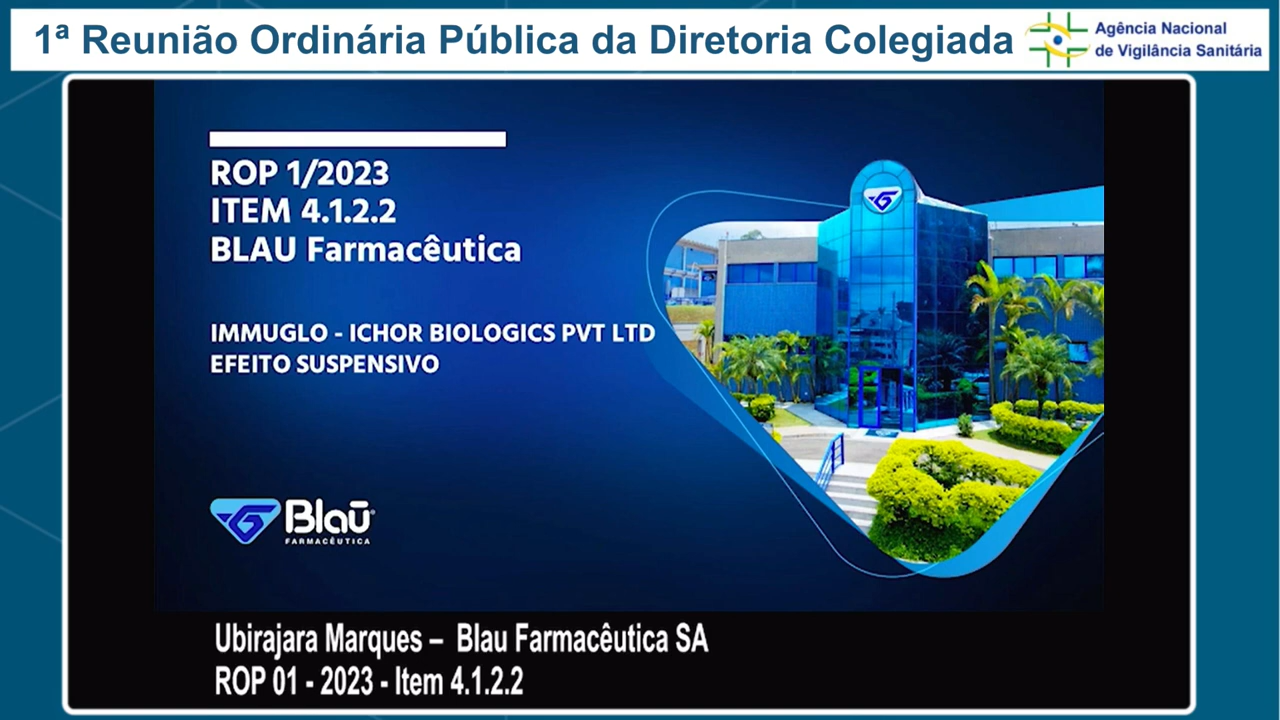 1ª Reunião Ordinária Pública da Diretoria Colegiada
Agência Nacional
de Vigilância Sanitária
ROP 1/2023
ITEM 4.1.2.2
BLAU Farmacêutica
IMMUGLO - ICHOR BIOLOGICS PVT LTD
EFEITO SUSPENSIVO
Blaū
FARMACÊUTICA
Ubirajara Marques – Blau Farmacêutica SA
ROP 01 - 2023 - Item 4.1.2.2